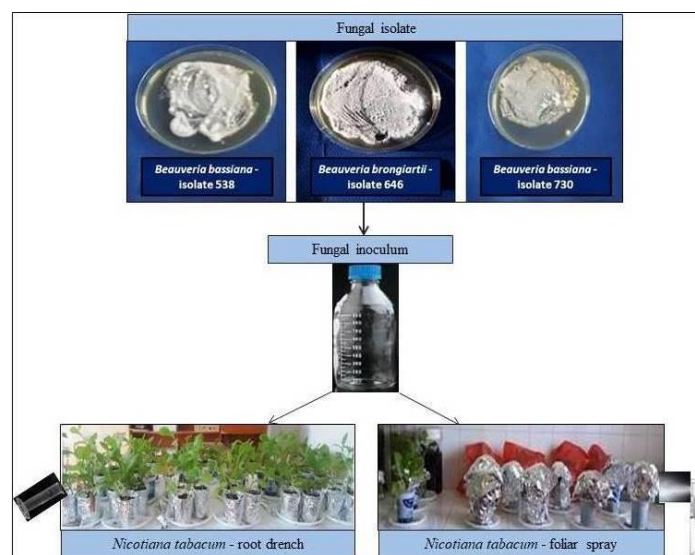 Fungal isolate
Beauveria bassiana -
isolate 538
Beauveria brongiartii -
isolate 646
Beauveria bassiana -
isolate 730
Fungal inoculum
Nicotiana tabacum - root drench
Nicotiana tabacum - foliar spray